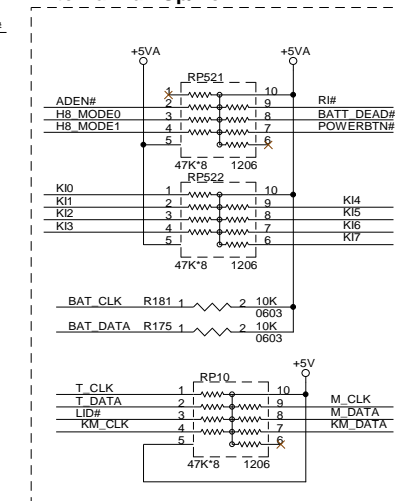 +5VA +5VA
RP521
1 10
ADEN# 2 9 RI#
H8_MODE0 3 8 BATT_DEAD#
H8_MODE1 4 7 POWERBTN#
5 6
47K*8 1206
RP522
KI0 1 10
KI1 2 9 KI4
KI2 3 8 KI5
KI3 4 7 KI6
5 6 KI7
47K*8 1206
BAT_CLK R181 1 2 10K
0603
BAT_DATA R175 1 2 10K
0603
+5V
RP10
T_CLK 1 10
T_DATA 2 9 M_CLK
LID# 3 8 M_DATA
KM_CLK 4 7 KM_DATA
5 6
47K*8 1206